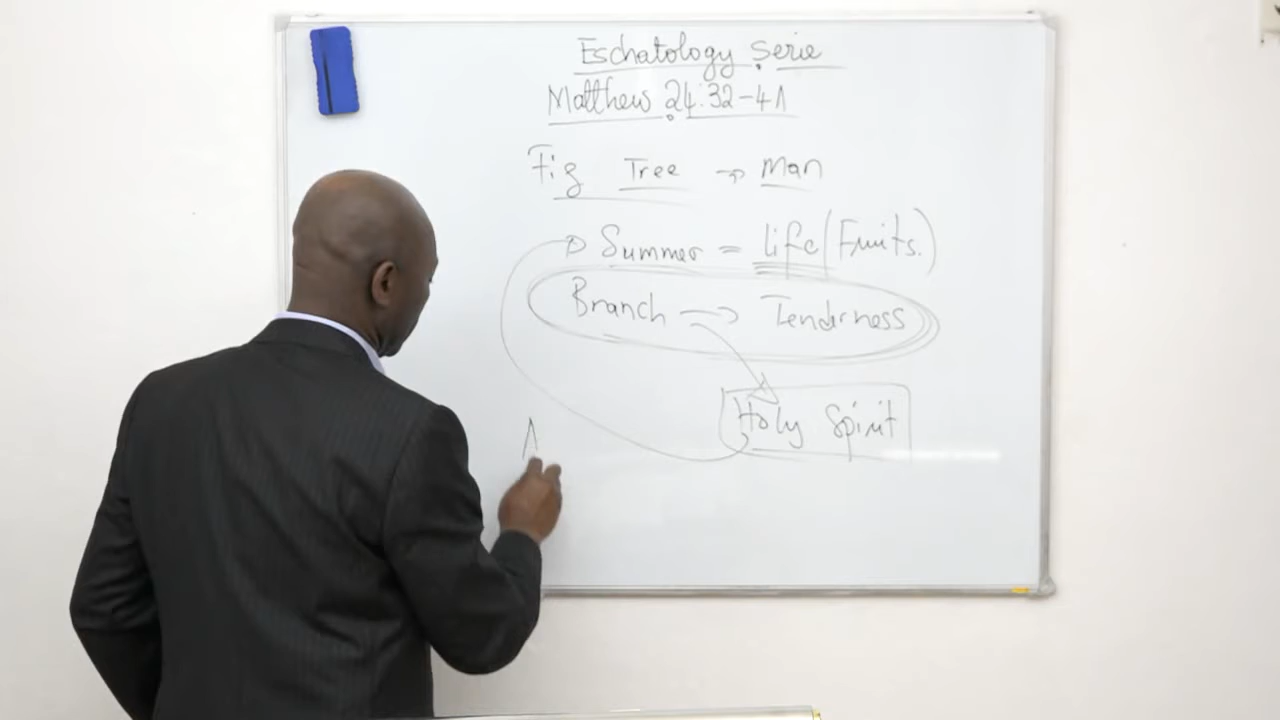 Eschatology Serie
Matthew 24:32-41
Fig Tree → Man
→ Summer = life (Fruits.)
Branch → Tenderness
Holy Spirit